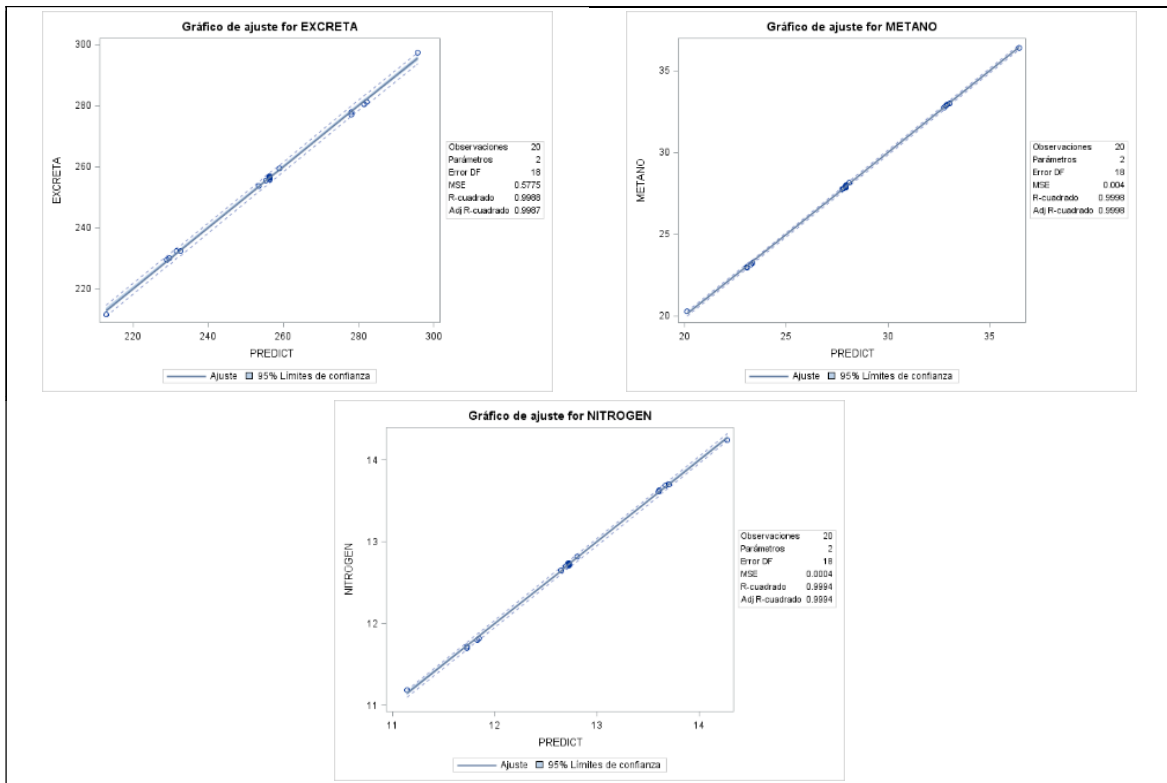 Gráfico de ajuste for EXCRETA
300
280
260
240
220
EXCRETA
220 240 260 280 300
PREDICT
Ajuste 95% Límites de confianza
Observaciones 20
Parámetros 2
Error DF 18
MSE 0.5775
R-cuadrado 0.9988
Adj R-cuadrado 0.9987
Gráfico de ajuste for METANO
35
30
25
20
METANO
20 25 30 35
PREDICT
Ajuste 95% Límites de confianza
Observaciones 20
Parámetros 2
Error DF 18
MSE 0.004
R-cuadrado 0.9998
Adj R-cuadrado 0.9998
Gráfico de ajuste for NITROGEN
14
13
12
11
NITROGEN
11 12 13 14
PREDICT
Ajuste 95% Límites de confianza
Observaciones 20
Parámetros 2
Error DF 18
MSE 0.0004
R-cuadrado 0.9994
Adj R-cuadrado 0.9994